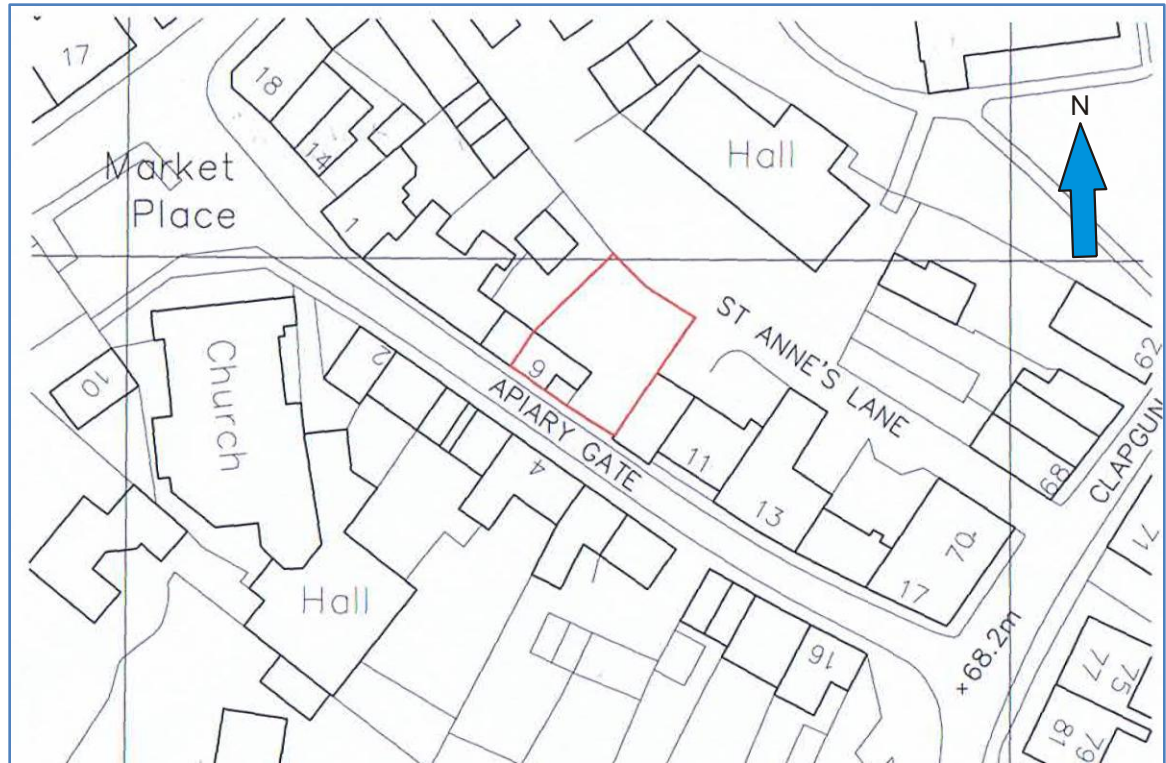 17
18
14
N
Hall
Market
Place
1
ST ANNE'S LANE
62
2
9
10
Church
APIARY GATE
4
11
68
CLAPGUN
13
70
71
17
Hall
16
+ 68.2m
77
75
81
79